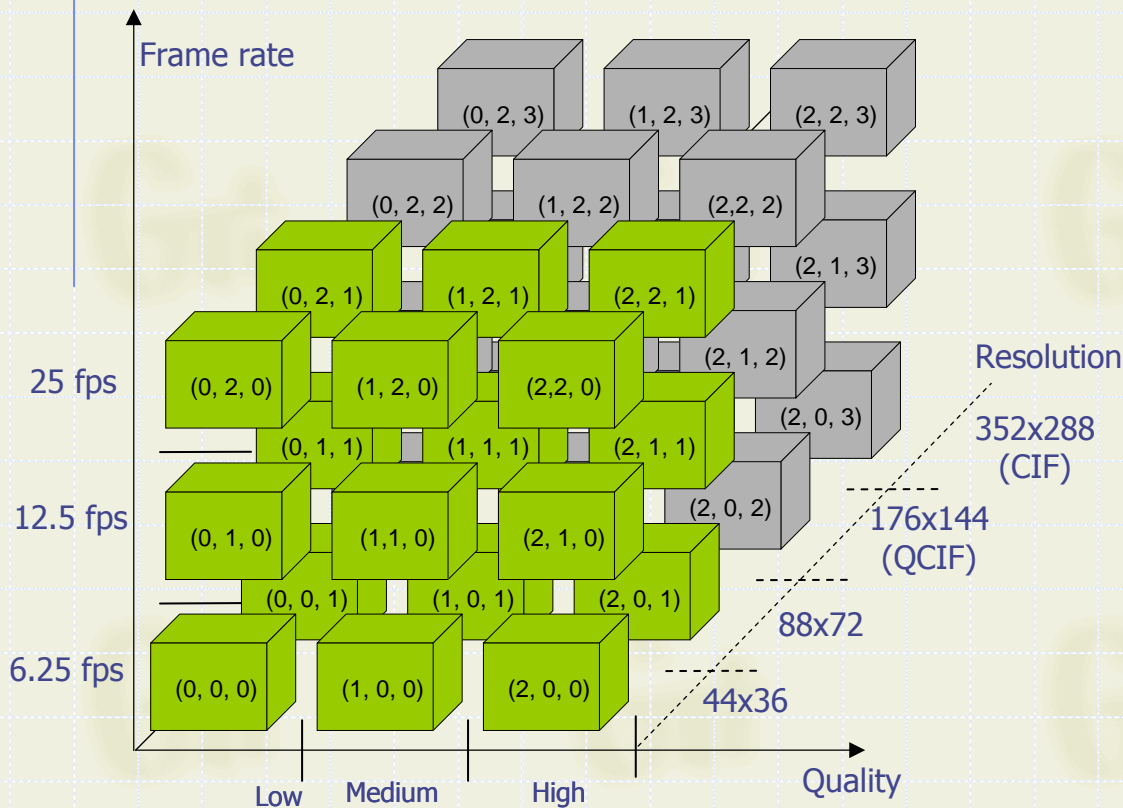 Frame rate
(0, 2, 3) (1, 2, 3) (2, 2, 3)
(0, 2, 2) (1, 2, 2) (2,2, 2)
(2, 1, 3)
(0, 2, 1) (1, 2, 1) (2, 2, 1)
(2, 1, 2)
Resolution
25 fps
(0, 2, 0) (1, 2, 0) (2,2, 0)
(2, 0, 3)
352x288
(CIF)
(0, 1, 1) (1, 1, 1) (2, 1, 1)
(2, 0, 2)
12.5 fps
(0, 1, 0) (1,1, 0) (2, 1, 0)
176x144
(QCIF)
(0, 0, 1) (1, 0, 1) (2, 0, 1)
88x72
6.25 fps
(0, 0, 0) (1, 0, 0) (2, 0, 0)
44x36
Quality
Low Medium High